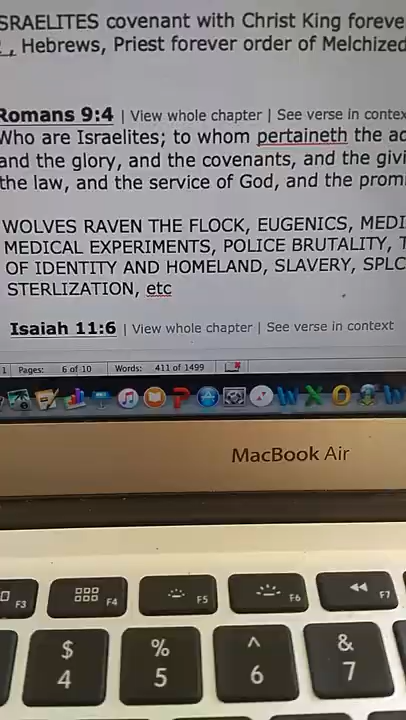 SRAELITES covenant with Christ King foreve
, Hebrews, Priest forever order of Melchized
Romans 9:4 | View whole chapter | See verse in contex
Who are Israelites; to whom pertaineth the ad
and the glory, and the covenants, and the givi
the law, and the service of God, and the prom
WOLVES RAVEN THE FLOCK, EUGENICS, MEDI
MEDICAL EXPERIMENTS, POLICE BRUTALITY, T
OF IDENTITY AND HOMELAND, SLAVERY, SPLC
STERLIZATION, etc
Isaiah 11:6 | View whole chapter | See verse in context
1 Pages: 6 of 10 Words: 411 of 1499
MacBook Air
F3 F4 F5 F6 F7
$ % ^ &
4 5 6 7